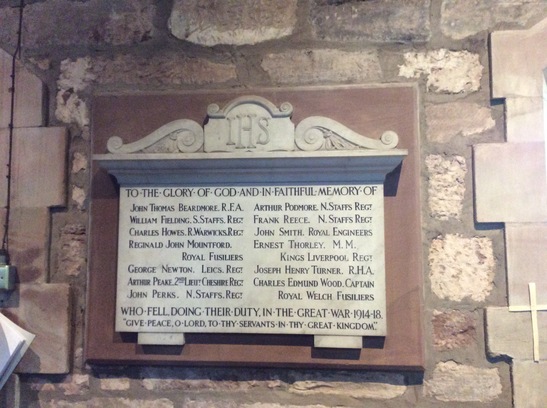 IHS
TO·THE·GLORY·OF·GOD·AND·IN·FAITHFUL·MEMORY·OF
JOHN THOMAS BEARDMORE. R.F.A.
WILLIAM FIELDING. S.STAFFS REGT
CHARLES HOWES. R.WARWICKS. REGT
REGINALD JOHN MOUNTFORD.
ROYAL FUSILIERS
GEORGE NEWTON. LEICS. REGT
ARTHUR PEAKE. 2ND LIEUT. CHESHIRE REGT
JOHN PERKS. N.STAFFS. REGT
ARTHUR PODMORE. N.STAFFS REGT
FRANK REECE. N.STAFFS REGT
JOHN SMITH. ROYAL ENGINEERS
ERNEST THORLEY. M.M.
KINGS LIVERPOOL REGT
JOSEPH HENRY TURNER. R.H.A.
CHARLES EDMUND WOOD. CAPTAIN
ROYAL WELCH FUSILIERS
WHO·FELL, DOING THEIR·DUTY, IN·THE·GREAT·WAR·1914-18.
"GIVE·PEACE, O·LORD, TO·THY·SERVANTS·IN·THY·GREAT·KINGDOM."